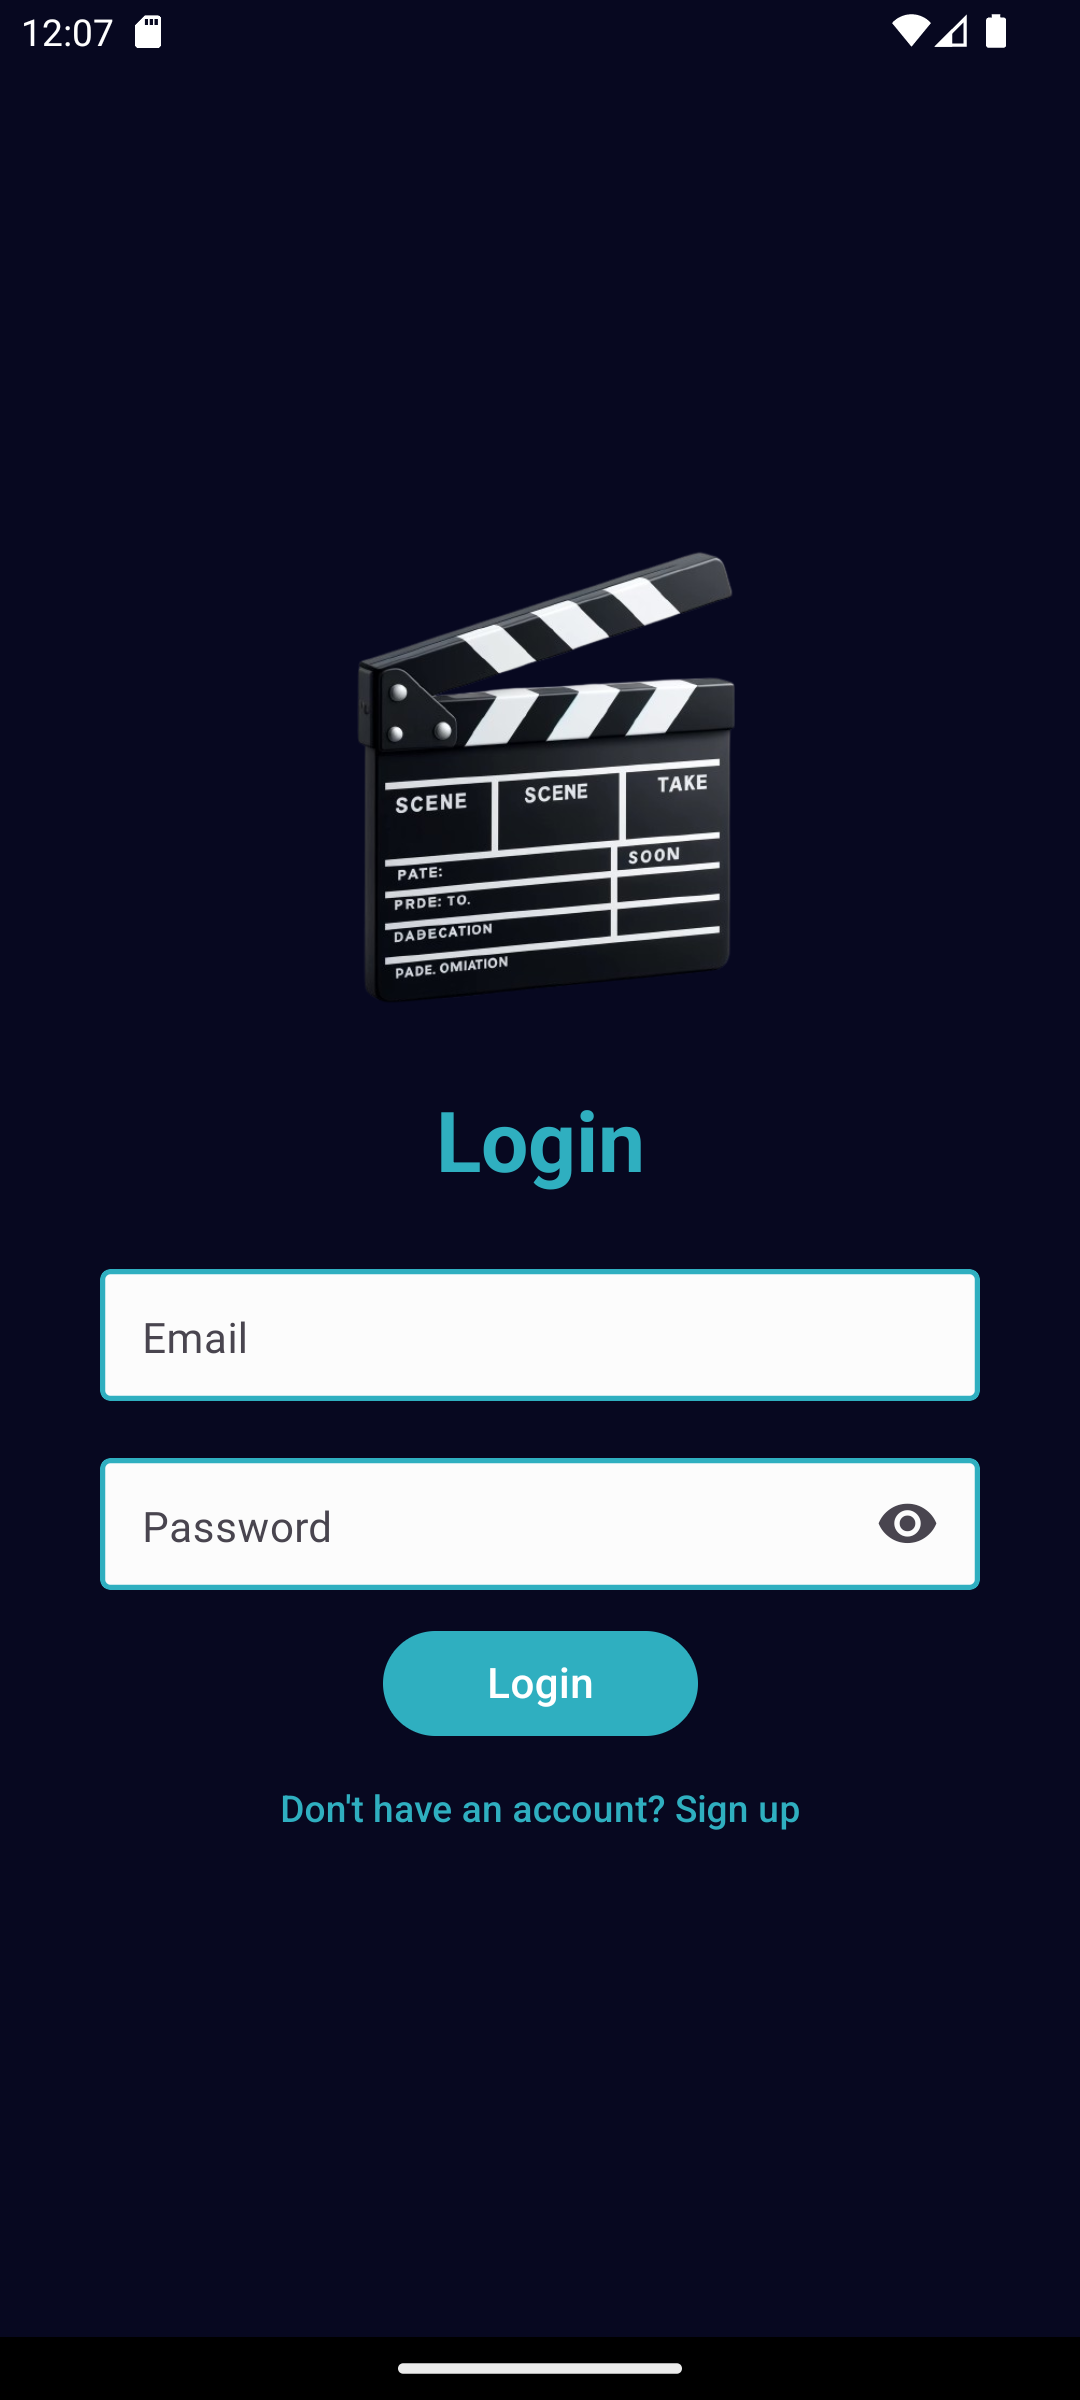 12:07
SCENE SCENE TAKE
PATE: SOON
PRDE: TO.
DABECATION
PADE. OMIATION
Login
Email
Password
Login
Don't have an account? Sign up